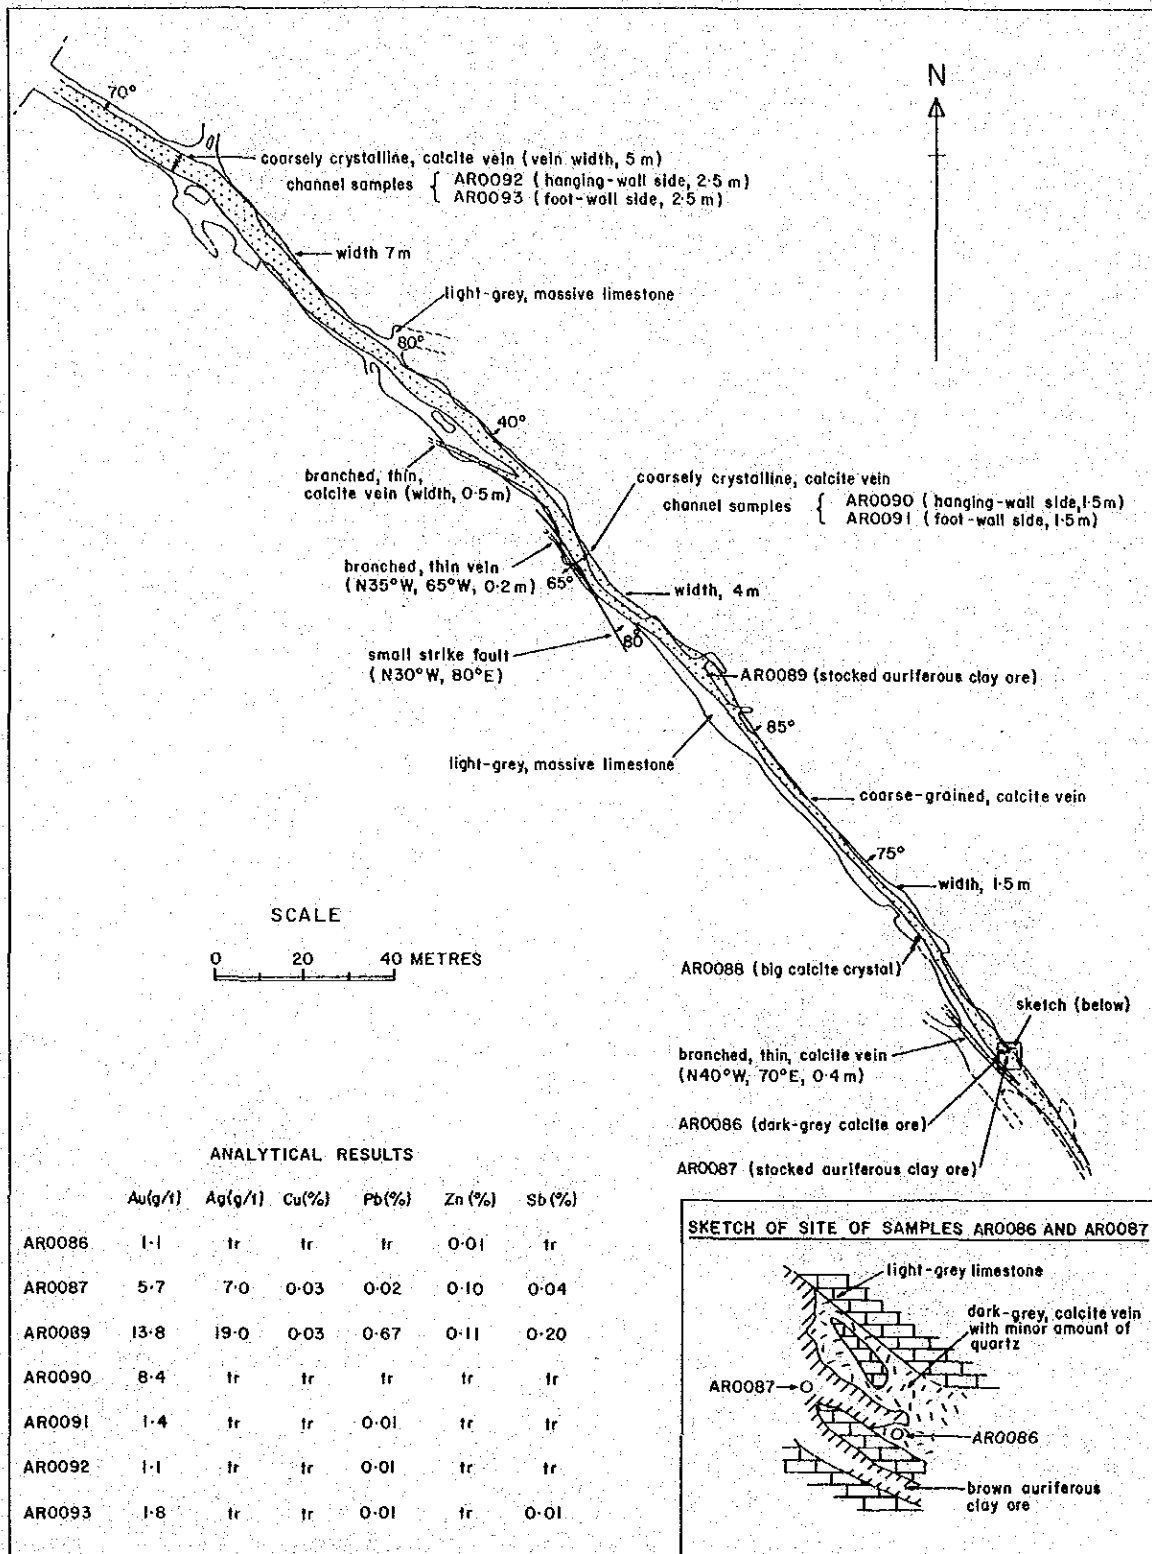 N
70°
coarsely crystalline, calcite vein (vein width, 5 m)
channel samples { AR0092 (hanging-wall side, 2·5 m)
AR0093 (foot-wall side, 2·5 m)
width 7m
light-grey, massive limestone
80°
40°
branched, thin,
calcite vein (width, 0·5 m)
coarsely crystalline, calcite vein
channel samples { AR0090 (hanging-wall side, 1·5m)
AR0091 (foot-wall side, 1·5 m)
branched, thin vein
(N35°W, 65°W, 0·2 m)
65°
width, 4 m
small strike fault
(N30°W, 80°E)
80°
AR0089 (stocked auriferous clay ore)
85°
light-grey, massive limestone
coarse-grained, calcite vein
75°
width, 1·5 m
SCALE
0 20 40 METRES
AR0088 (big calcite crystal)
sketch (below)
branched, thin, calcite vein
(N40°W, 70°E, 0·4 m)
AR0086 (dark-grey calcite ore)
AR0087 (stocked auriferous clay ore)
ANALYTICAL RESULTS
Au(g/t) Ag(g/t) Cu(%) Pb(%) Zn(%) Sb(%)
AR0086 1·1 tr tr tr 0·01 tr
AR0087 5·7 7·0 0·03 0·02 0·10 0·04
AR0089 13·8 19·0 0·03 0·67 0·11 0·20
AR0090 8·4 tr tr tr tr tr
AR0091 1·4 tr tr 0·01 tr tr
AR0092 1·1 tr tr 0·01 tr tr
AR0093 1·8 tr tr 0·01 tr 0·01
SKETCH OF SITE OF SAMPLES AR0086 AND AR0087
light-grey limestone
dark-grey, calcite vein
with minor amount of
quartz
AR0087
AR0086
brown auriferous
clay ore